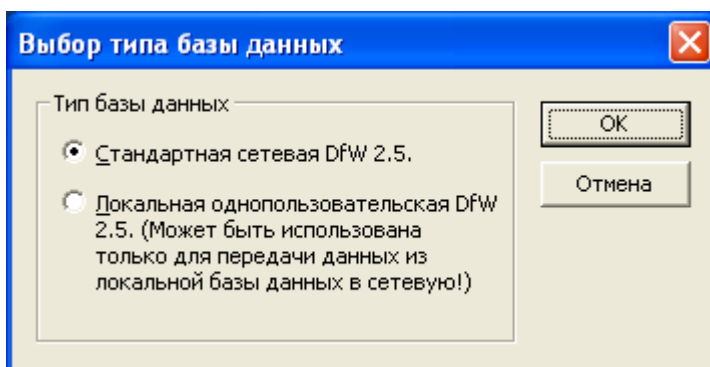 Выбор типа базы данных
Тип базы данных
Стандартная сетевая DfW 2.5.
Локальная однопользовательская DfW
2.5. (Может быть использована
только для передачи данных из
локальной базы данных в сетевую!)
OK
Отмена